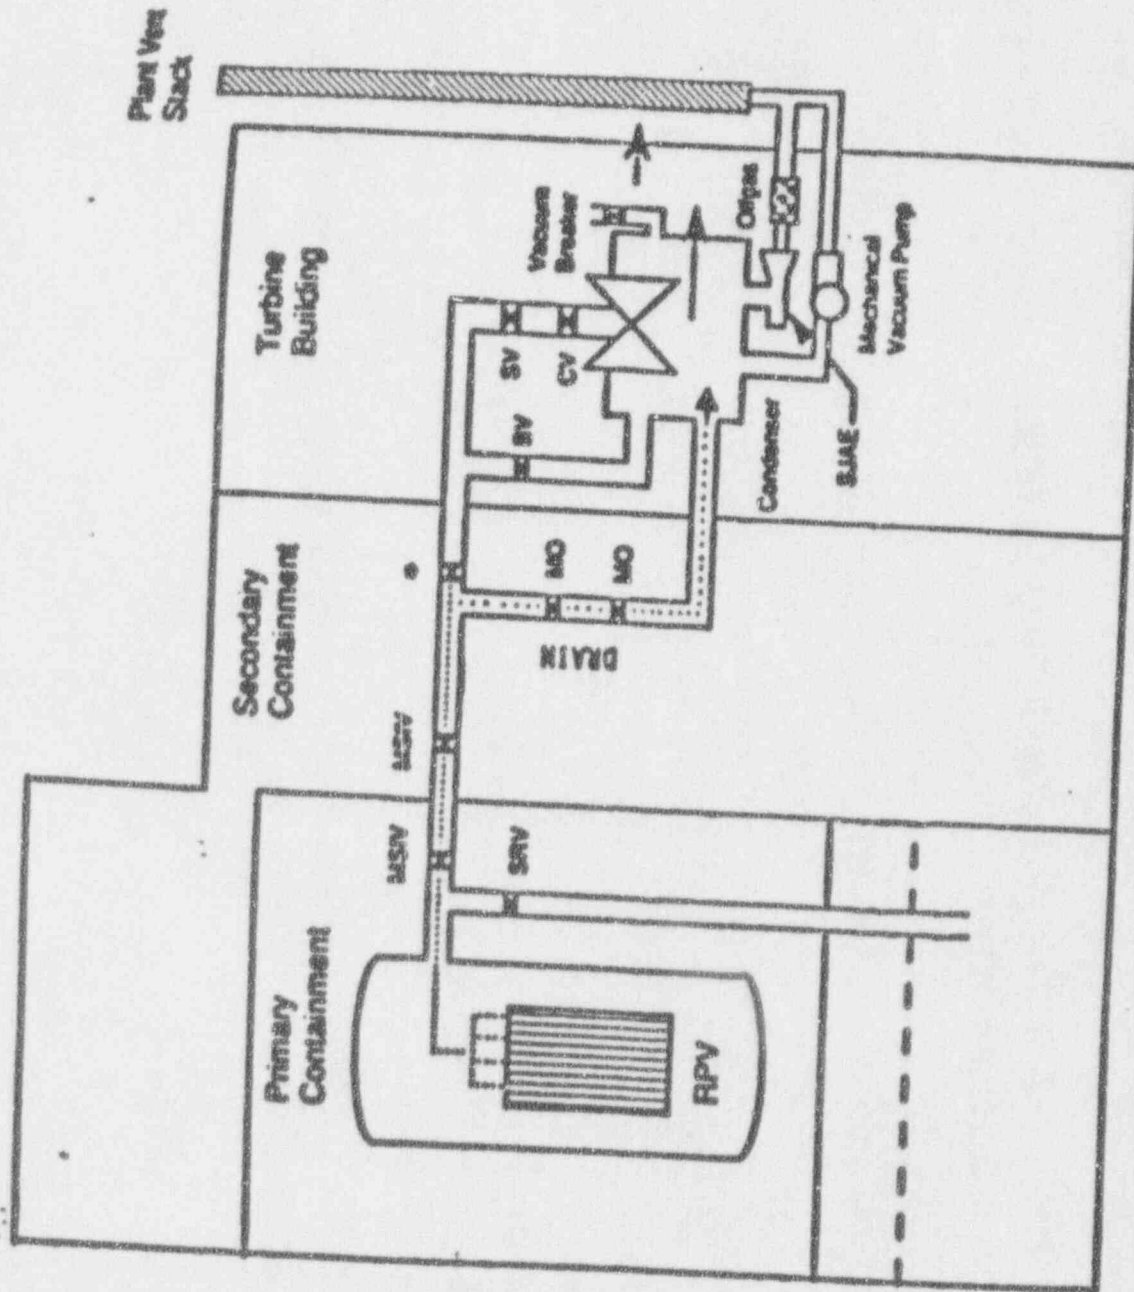 Plant Vent
Stack
Turbine
Building
Vacuum
Breaker
Offgas
Mechanical
Vacuum Pump
SV
CV
BV
Condenser
SJAE
Secondary
Containment
MO
MO
DRAIN
MSIV
MSIV
SRV
Primary
Containment
RPV